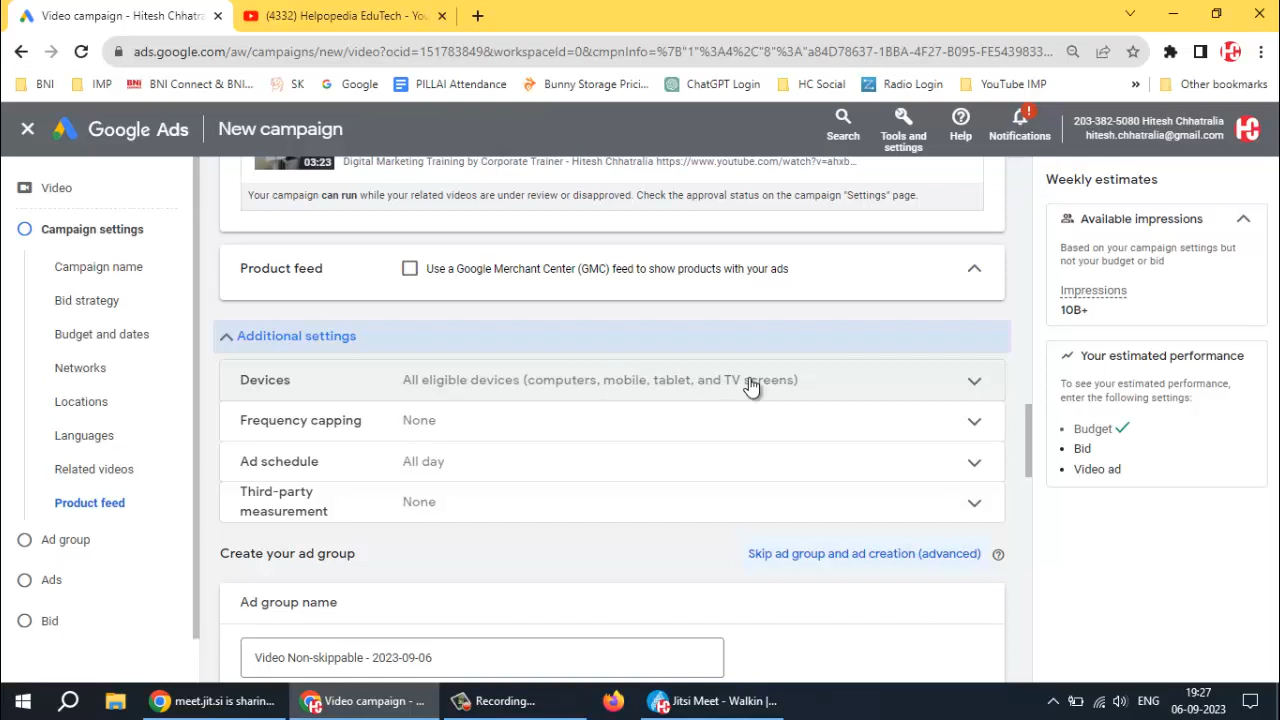 Video campaign - Hitesh Chhatra
(4332) Helpopedia EduTech - You
ads.google.com/aw/campaigns/new/video?ocid=151783849&workspaceId=0&cmpnInfo=%7B"1"%3A4%2C"8"%3A"a84D78637-1BBA-4F27-B095-FE5439833...
BNI
IMP
BNI Connect & BNI...
SK
Google
PILLAI Attendance
Bunny Storage Prici...
ChatGPT Login
HC Social
Radio Login
YouTube IMP
»
Other bookmarks
Google Ads
New campaign
Search
Tools and settings
Help
Notifications
203-382-5080 Hitesh Chhatralia
hitesh.chhatralia@gmail.com
Video
Campaign settings
Campaign name
Bid strategy
Budget and dates
Networks
Locations
Languages
Related videos
Product feed
Ad group
Ads
Bid
03:23
Digital Marketing Training by Corporate Trainer - Hitesh Chhatralia https://www.youtube.com/watch?v=ahxb...
Your campaign can run while your related videos are under review or disapproved. Check the approval status on the campaign "Settings" page.
Product feed
Use a Google Merchant Center (GMC) feed to show products with your ads
Additional settings
Devices
All eligible devices (computers, mobile, tablet, and TV screens)
Frequency capping
None
Ad schedule
All day
Third-party
measurement
None
Create your ad group
Skip ad group and ad creation (advanced)
Ad group name
Video Non-skippable - 2023-09-06
Weekly estimates
Available impressions
Based on your campaign settings but
not your budget or bid
Impressions
10B+
Your estimated performance
To see your estimated performance,
enter the following settings:
Budget
Bid
Video ad
meet.jit.si is sharin...
Video campaign - ...
Recording...
Jitsi Meet - Walkin |...
ENG
19:27
06-09-2023